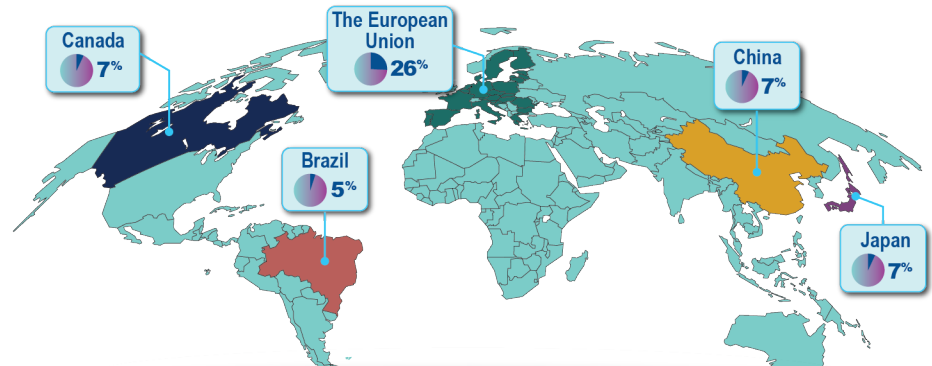 Canada
7%
The European
Union
26%
China
7%
Brazil
5%
Japan
7%